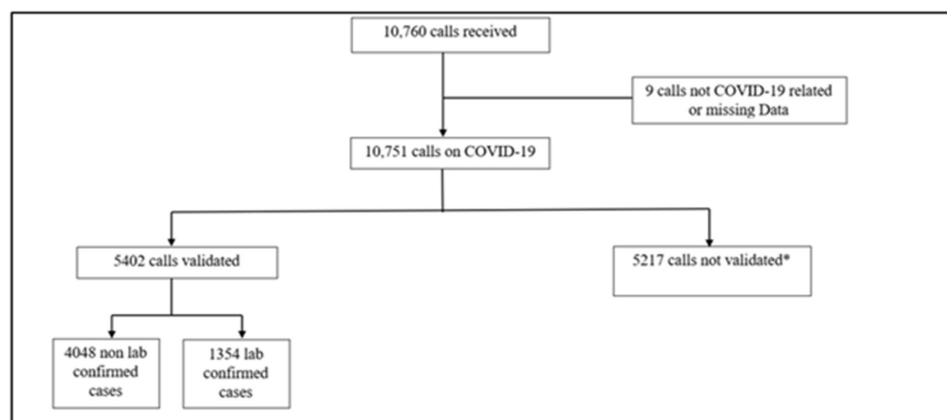 10,760 calls received
9 calls not COVID-19 related
or missing Data
10,751 calls on COVID-19
5402 calls validated
5217 calls not validated*
4048 non lab
confirmed
cases
1354 lab
confirmed
cases